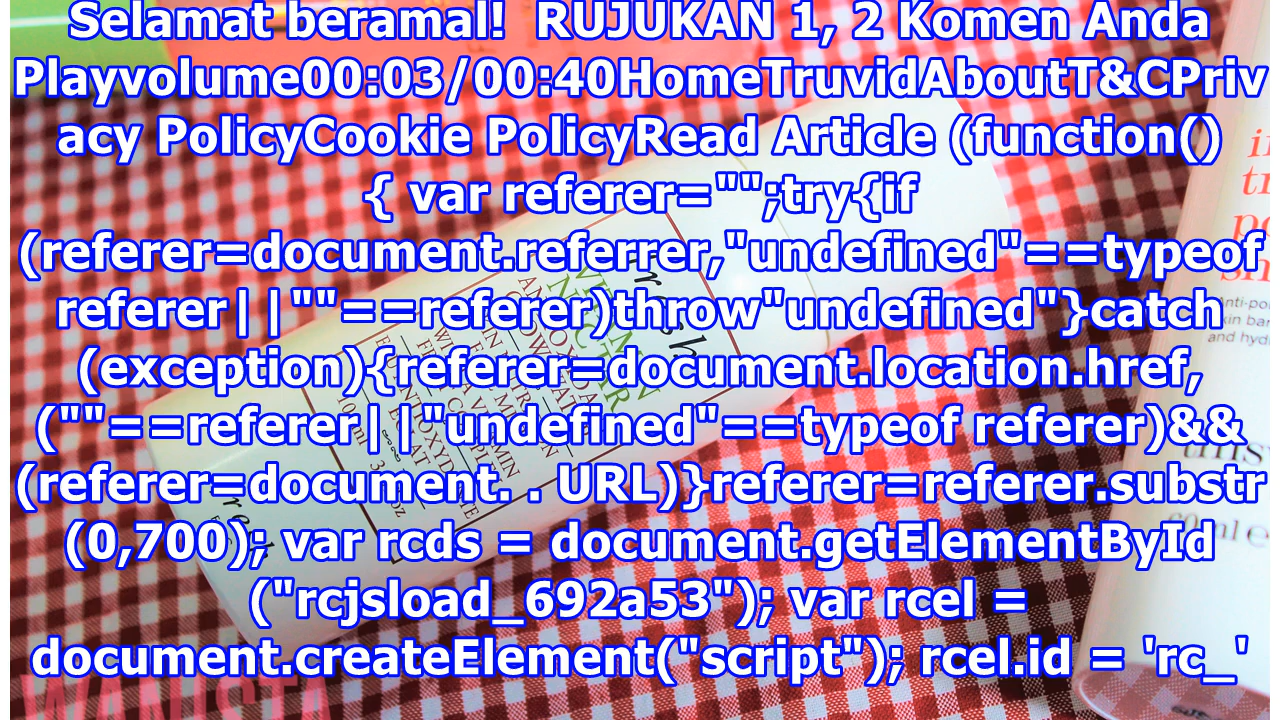 Selamat beramal!  RUJUKAN 1, 2 Komen Anda
Playvolume00:03/00:40HomeTruvidAboutT&CPriv
acy PolicyCookie PolicyRead Article (function()
{ var referer="";try{if
(referer=document.referrer,"undefined"==typeof
referer||""==referer)throw"undefined"}catch
(exception){referer=document.location.href,
(""==referer||"undefined"==typeof referer)&&
(referer=document. . URL)}referer=referer.substr
(0,700); var rcds = document.getElementById
("rcjsload_692a53"); var rcel =
document.createElement("script"); rcel.id = 'rc_'
fresh
WANISTA